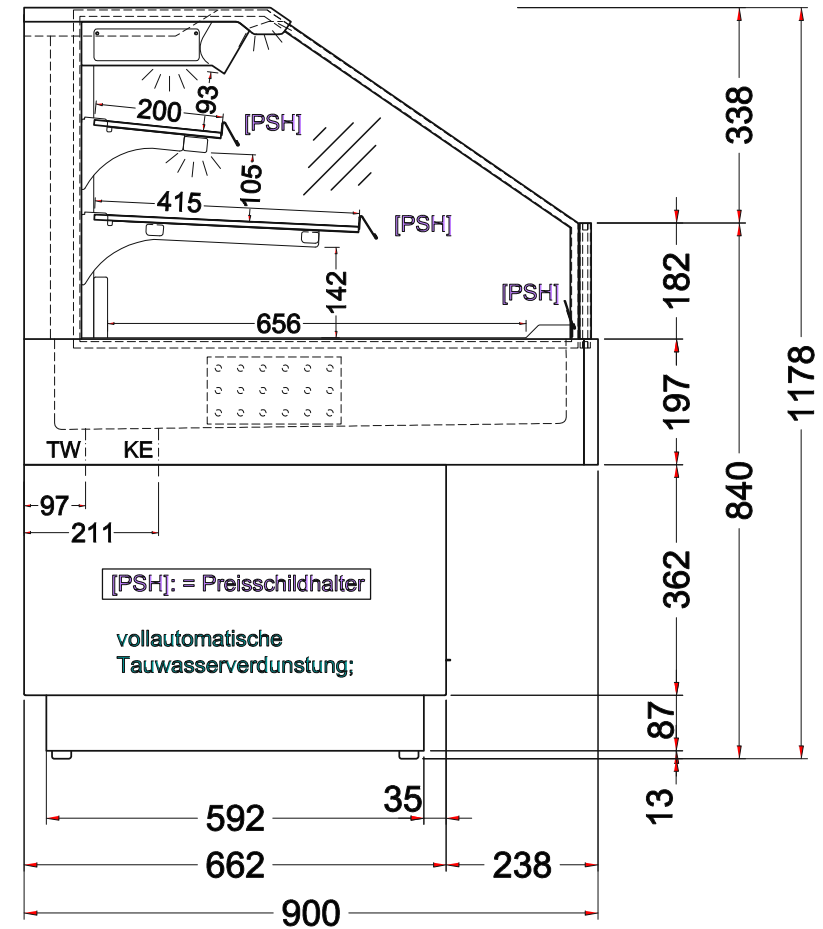 93
200
[PSH]
338
105
415
[PSH]
182
142
[PSH]
656
1178
197
TW
KE
840
97
211
362
[PSH]: = Preisschildhalter
vollautomatische
Tauwasserverdunstung;
87
35
13
592
662
238
900